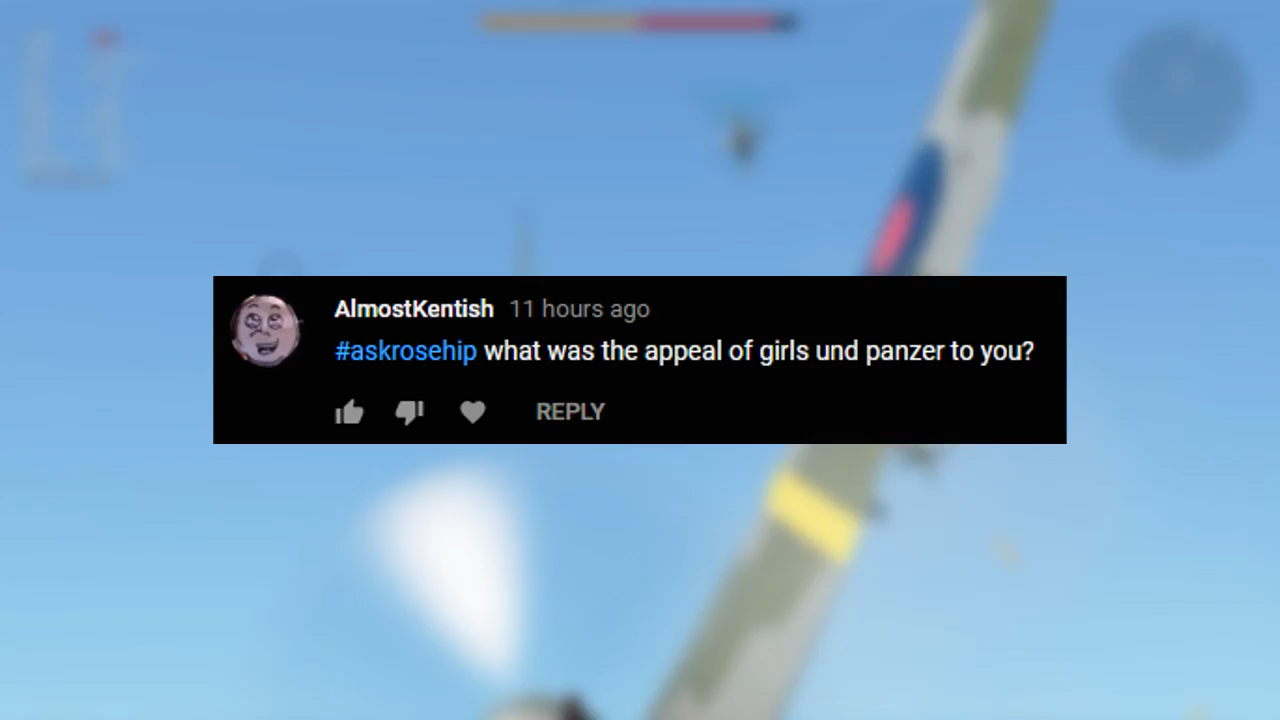 AlmostKentish 11 hours ago
#askrosehip what was the appeal of girls und panzer to you?
REPLY